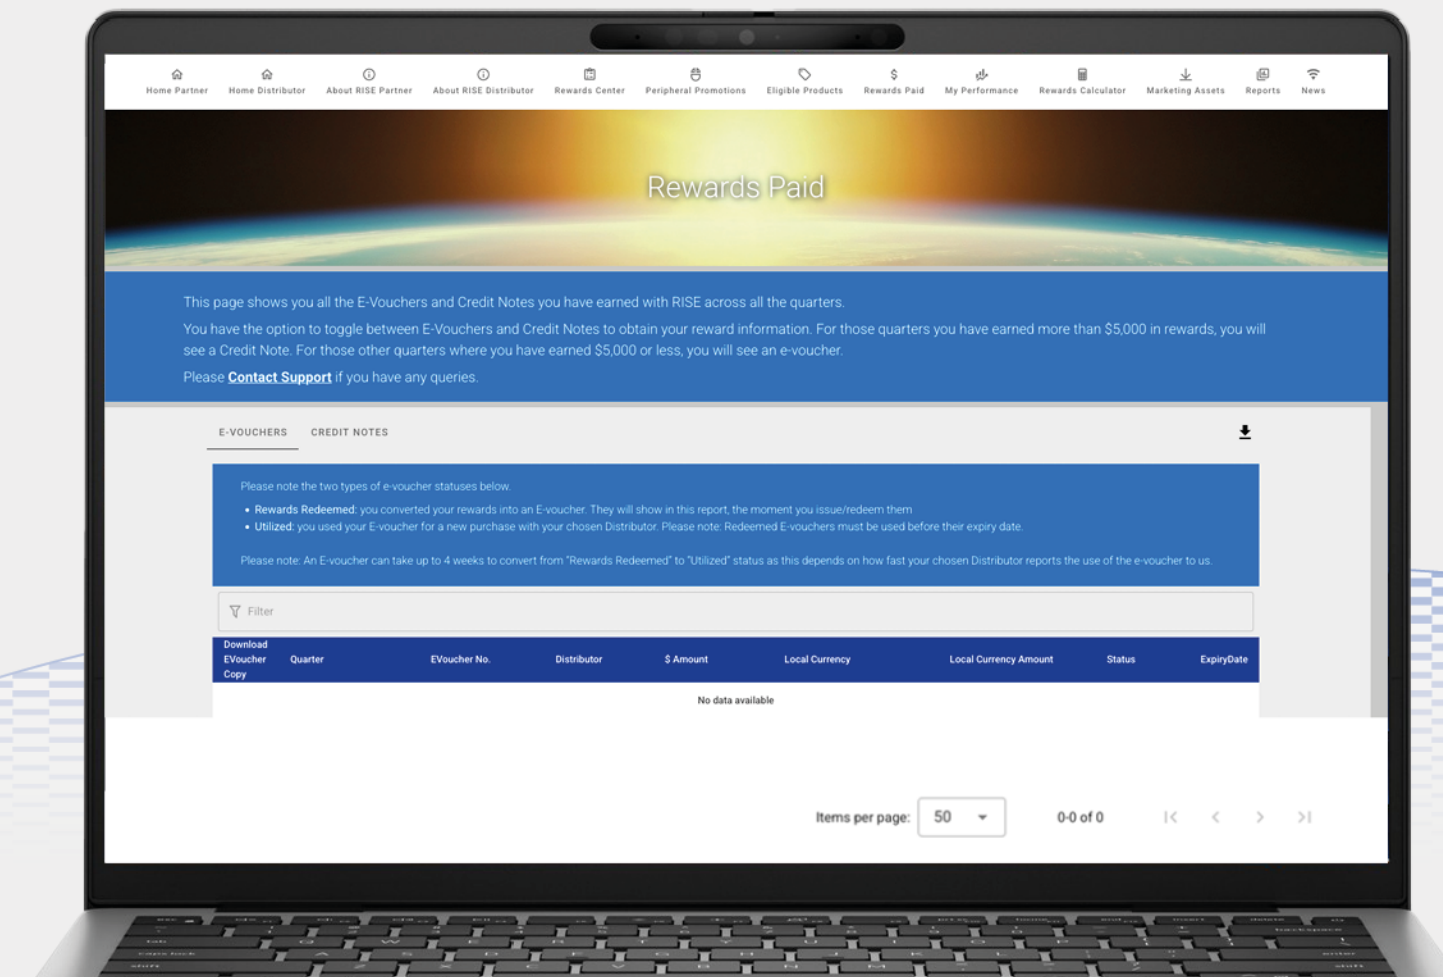 Home Partner
Home Distributor
About RISE Partner
About RISE Distributor
Rewards Center
Peripheral Promotions
Eligible Products
Rewards Paid
My Performance
Rewards Calculator
Marketing Assets
Reports
News
Rewards Paid
This page shows you all the E-Vouchers and Credit Notes you have earned with RISE across all the quarters.
You have the option to toggle between E-Vouchers and Credit Notes to obtain your reward information. For those quarters you have earned more than $5,000 in rewards, you will
see a Credit Note. For those other quarters where you have earned $5,000 or less, you will see an e-voucher.
Please Contact Support if you have any queries.
E-VOUCHERS
CREDIT NOTES
Please note the two types of e-voucher statuses below.
• Rewards Redeemed: you converted your rewards into an E-voucher. They will show in this report, the moment you issue/redeem them
• Utilized: you used your E-voucher for a new purchase with your chosen Distributor. Please note: Redeemed E-vouchers must be used before their expiry date.
Please note: An E-voucher can take up to 4 weeks to convert from "Rewards Redeemed" to "Utilized" status as this depends on how fast your chosen Distributor reports the use of the e-voucher to us.
Filter
Download
EVoucher
Copy
Quarter
EVoucher No.
Distributor
$ Amount
Local Currency
Local Currency Amount
Status
ExpiryDate
No data available
Items per page:
50
0-0 of 0
tab
caps lock
shift
Q W E R T Y U I O P
A S D F G H J K L
backspace
enter
shift